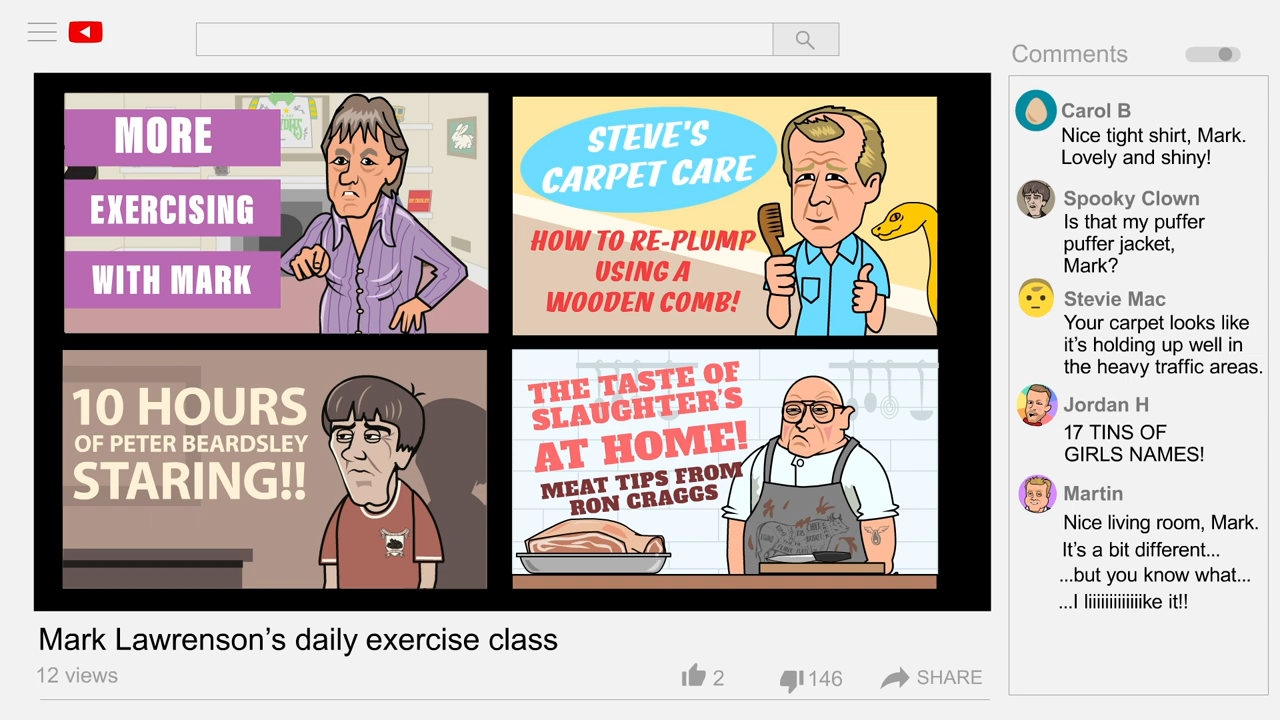 MORE
EXERCISING
WITH MARK
STEVE'S
CARPET CARE
HOW TO RE-PLUMP
USING A
WOODEN COMB!
10 HOURS
OF PETER BEARDSLEY
STARING!!
THE TASTE OF
SLAUGHTER'S
AT HOME!
MEAT TIPS FROM
RON CRAGGS
Mark Lawrenson's daily exercise class
12 views
2
146
SHARE
Comments
Carol B
Nice tight shirt, Mark.
Lovely and shiny!
Spooky Clown
Is that my puffer
puffer jacket,
Mark?
Stevie Mac
Your carpet looks like
it's holding up well in
the heavy traffic areas.
Jordan H
17 TINS OF
GIRLS NAMES!
Martin
Nice living room, Mark.
It's a bit different...
...but you know what...
...I liiiiiiiiiiiiike it!!